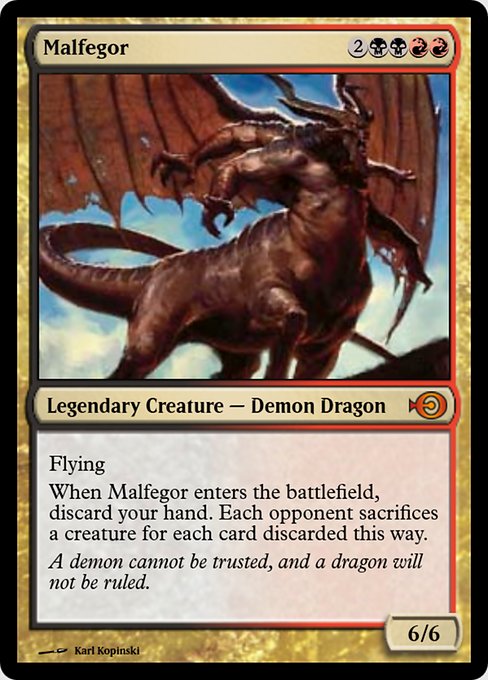 Malfegor 2
Legendary Creature — Demon Dragon
Flying
When Malfegor enters the battlefield,
discard your hand. Each opponent sacrifices
a creature for each card discarded this way.
A demon cannot be trusted, and a dragon will
not be ruled.
6/6
Karl Kopinski